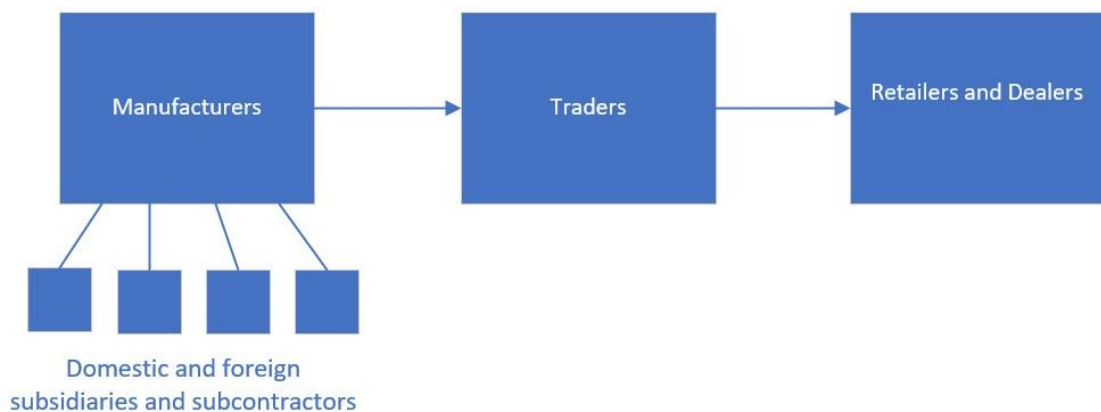 Manufacturers
Traders
Retailers and Dealers
Domestic and foreign
subsidiaries and subcontractors